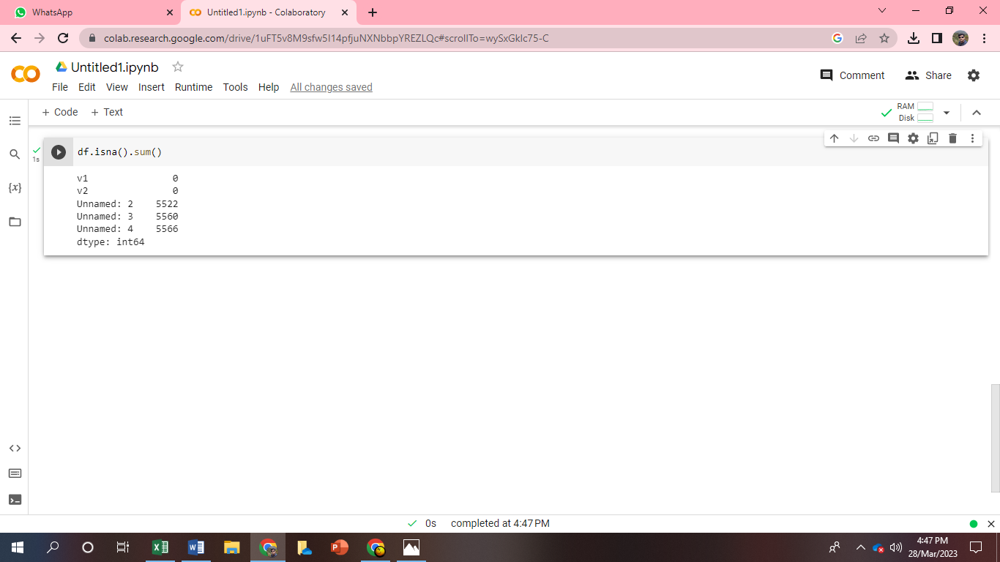 WhatsApp
Untitled1.ipynb - Colaboratory
colab.research.google.com/drive/1uFT5v8M9sfw5I14pfjuNXNbbpYREZLQc#scrollTo=wySxGkIc75-C
Untitled1.ipynb
File Edit View Insert Runtime Tools Help All changes saved
Comment Share
+ Code + Text
RAM
Disk
1s
df.isna().sum()
v1 0
v2 0
Unnamed: 2 5522
Unnamed: 3 5560
Unnamed: 4 5566
dtype: int64
{x}
0s completed at 4:47 PM
4:47 PM
28/Mar/2023